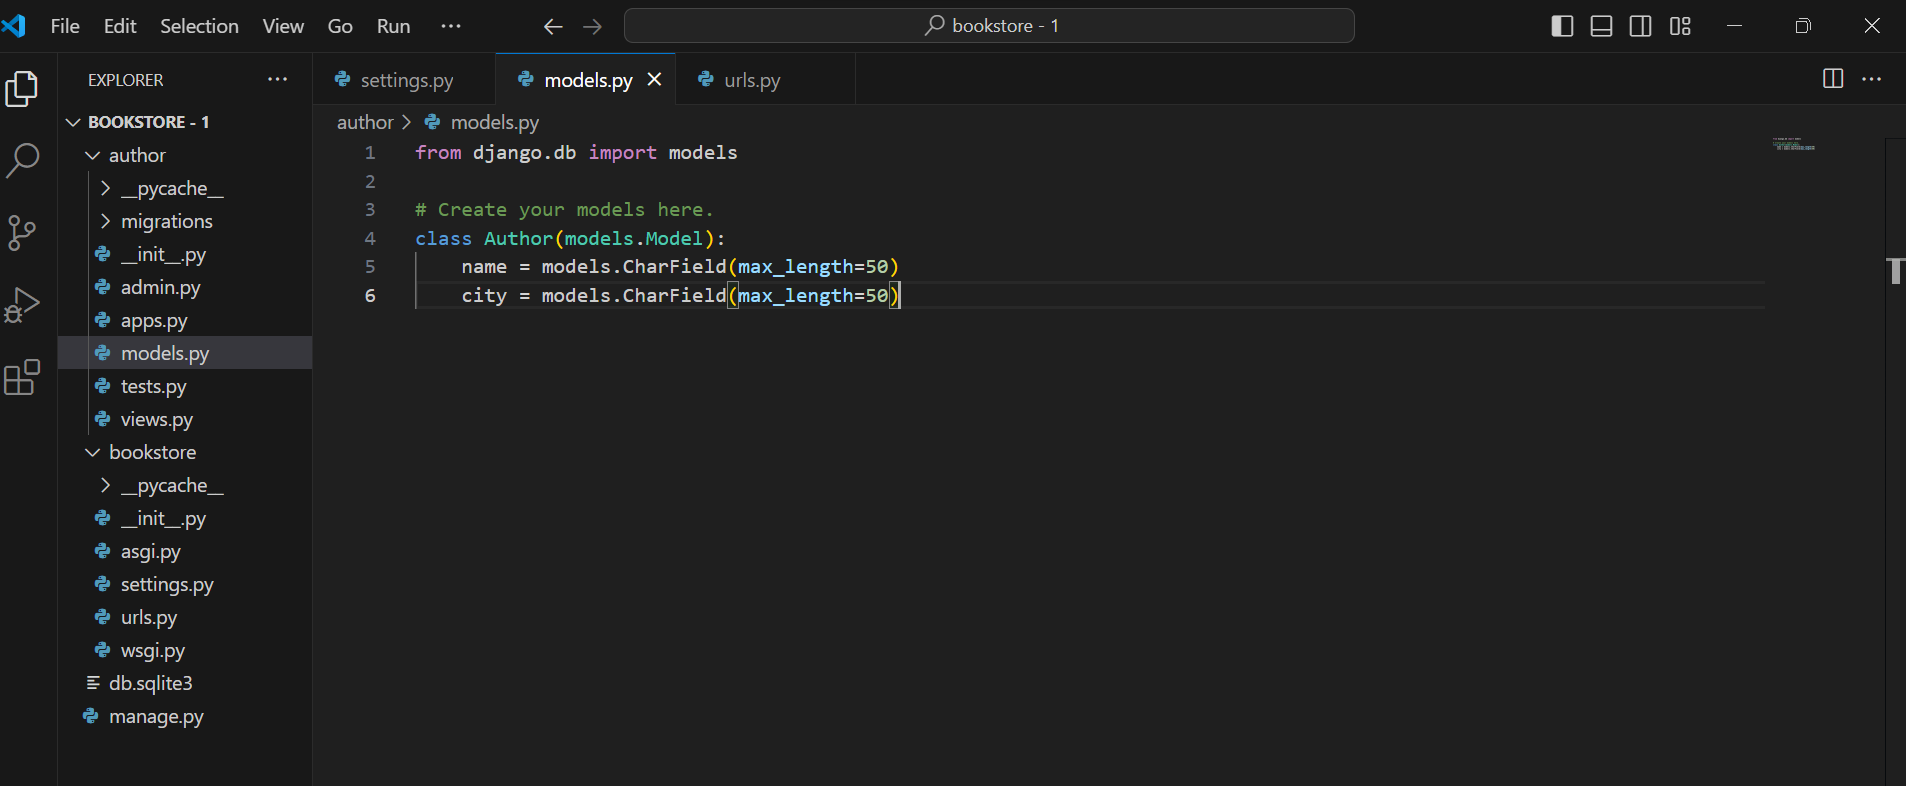 File Edit Selection View Go Run ···
bookstore - 1
EXPLORER ···
BOOKSTORE - 1
author
__pycache__
migrations
__init__.py
admin.py
apps.py
models.py
tests.py
views.py
bookstore
__pycache__
__init__.py
asgi.py
settings.py
urls.py
wsgi.py
db.sqlite3
manage.py
settings.py models.py urls.py
author > models.py
1 from django.db import models
2
3 # Create your models here.
4 class Author(models.Model):
5     name = models.CharField(max_length=50)
6     city = models.CharField(max_length=50)